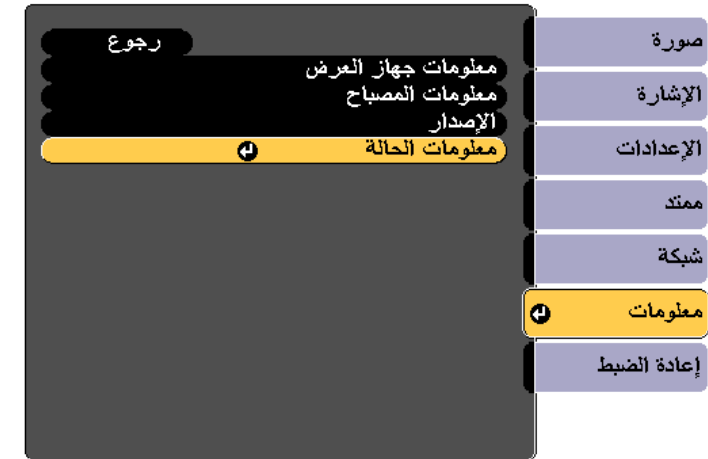 صورة
الإشارة
الإعدادات
ممتد
شبكة
معلومات
إعادة الضبط
رجوع
معلومات جهاز العرض
معلومات المصباح
الإصدار
معلومات الحالة